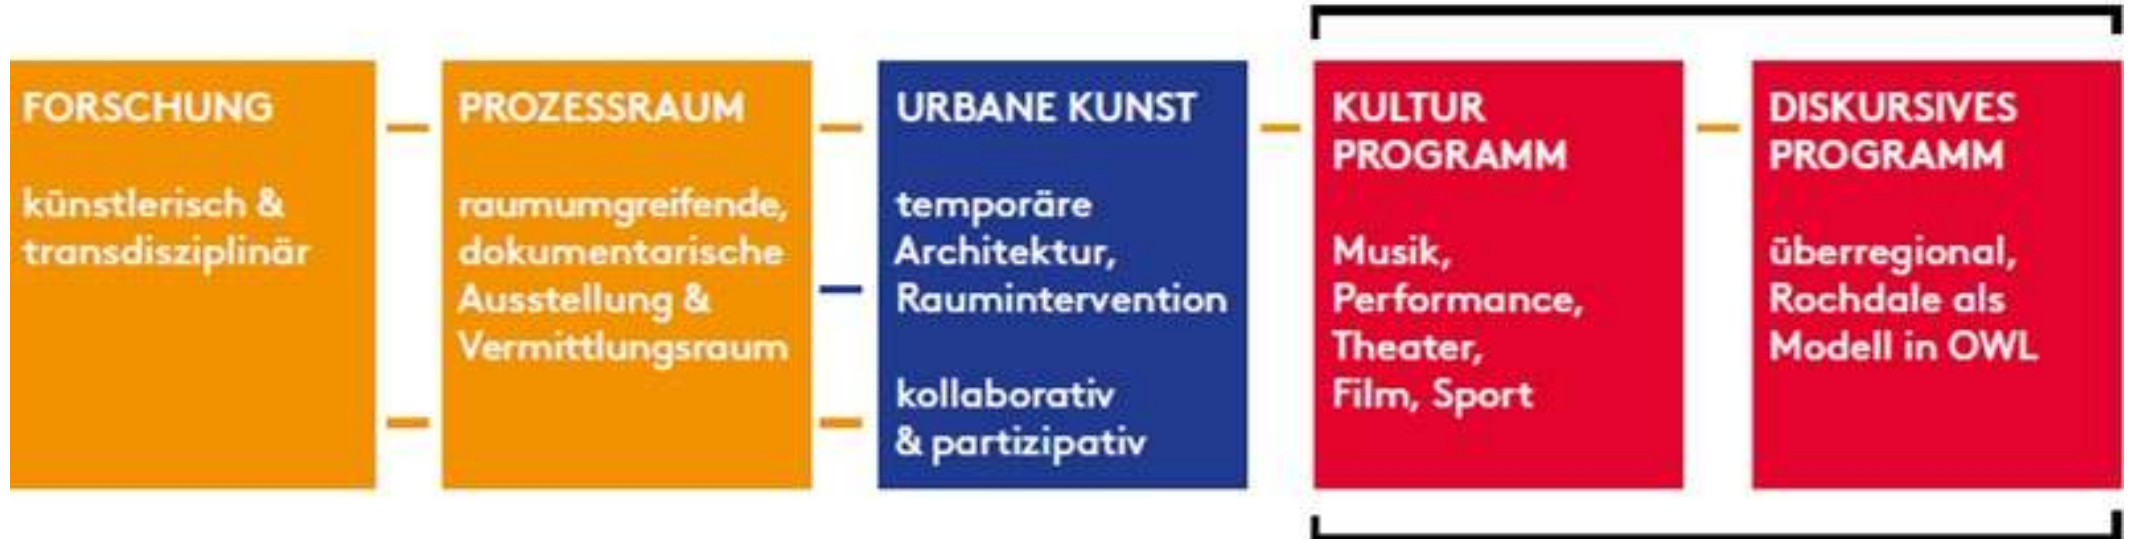 FORSCHUNG
künstlerisch &
transdisziplinär
PROZESSRAUM
raumumgreifende,
dokumentarische
Ausstellung &
Vermittlungsraum
URBANE KUNST
temporäre
Architektur,
Raumintervention
kollaborativ
& partizipativ
KULTUR
PROGRAMM
Musik,
Performance,
Theater,
Film, Sport
DISKURSIVES
PROGRAMM
überregional,
Rochdale als
Modell in OWL